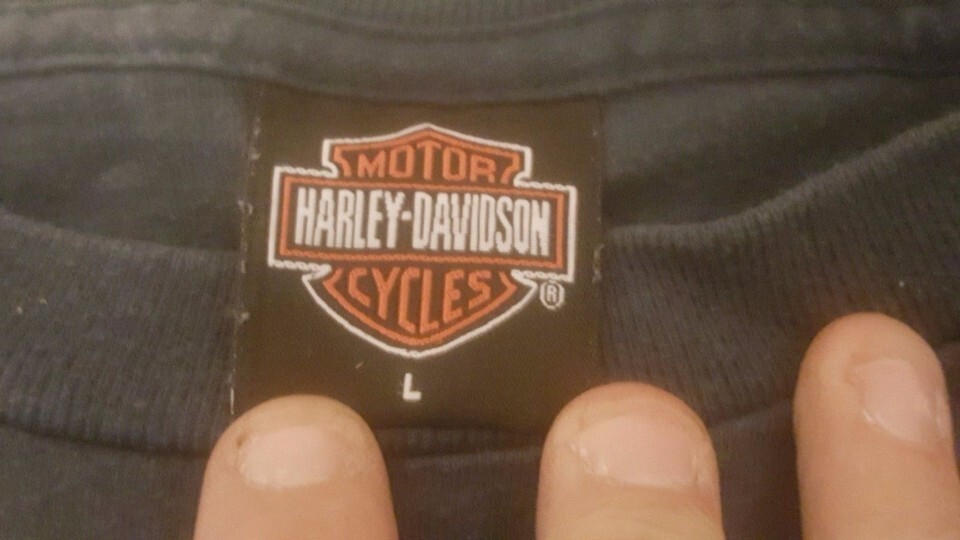 MOTOR
HARLEY-DAVIDSON
CYCLES
®
L